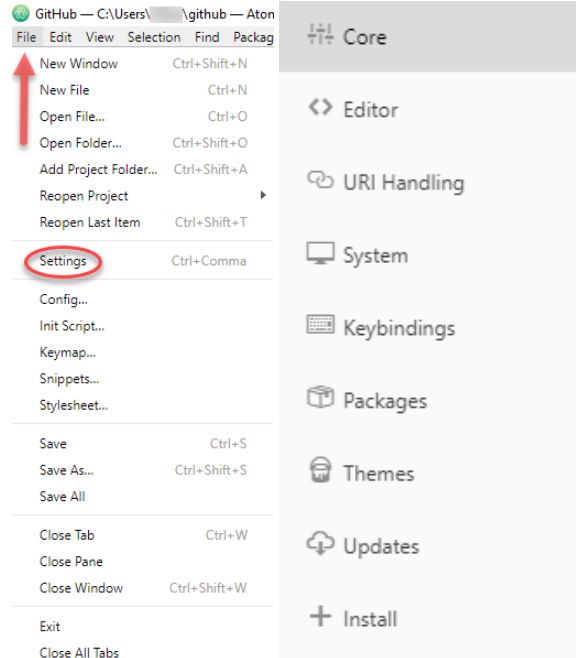 GitHub — C:\Users\ \github — Aton
File Edit View Selection Find Packag
New Window Ctrl+Shift+N
New File Ctrl+N
Open File... Ctrl+O
Open Folder... Ctrl+Shift+O
Add Project Folder... Ctrl+Shift+A
Reopen Project
Reopen Last Item Ctrl+Shift+T
Settings Ctrl+Comma
Config...
Init Script...
Keymap...
Snippets...
Stylesheet...
Save Ctrl+S
Save As... Ctrl+Shift+S
Save All
Close Tab Ctrl+W
Close Pane
Close Window Ctrl+Shift+W
Exit
Close All Tabs
Core
Editor
URI Handling
System
Keybindings
Packages
Themes
Updates
Install